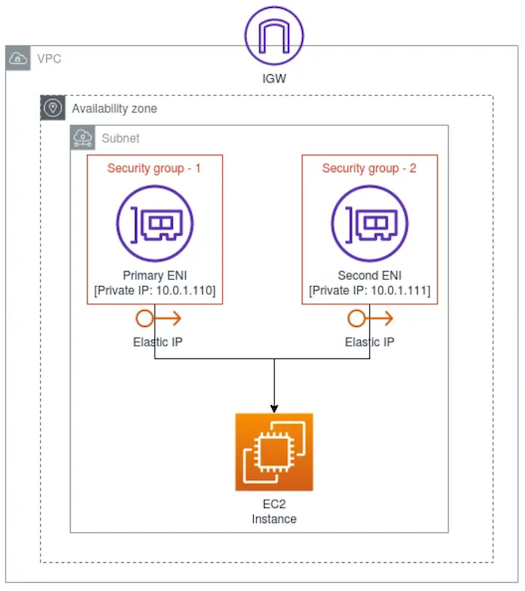 IGW
VPC
Availability zone
Subnet
Security group - 1
Security group - 2
Primary ENI
[Private IP: 10.0.1.110]
Second ENI
[Private IP: 10.0.1.111]
Elastic IP
Elastic IP
EC2
Instance